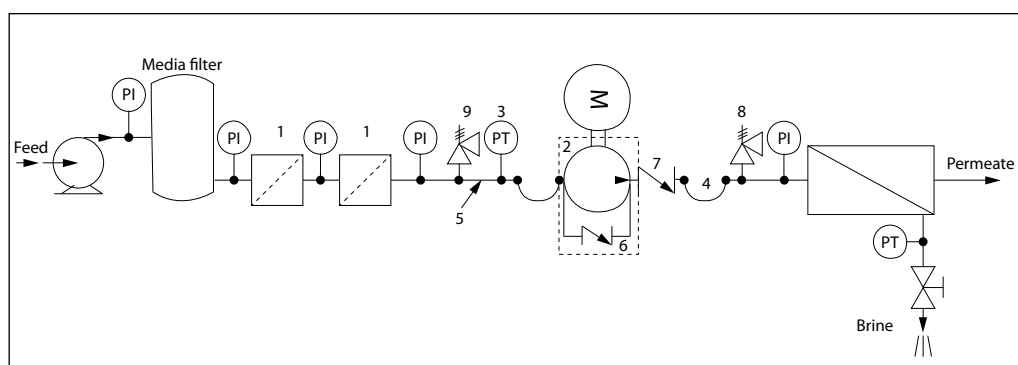 Media filter
PI
Feed
PI
1
PI
1
PI
9
3
PT
5
2
M
6
7
4
8
PI
Permeate
PT
Brine